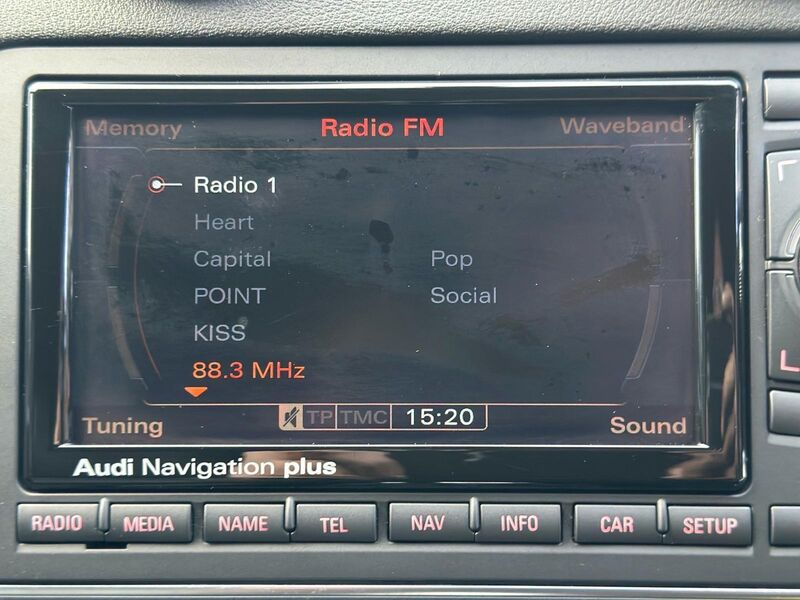 Memory Radio FM Waveband
Radio 1
Heart
Capital Pop
POINT Social
KISS
88.3 MHz
TP TMC 15:20
Tuning Sound
Audi Navigation plus
RADIO MEDIA NAME TEL NAV INFO CAR SETUP